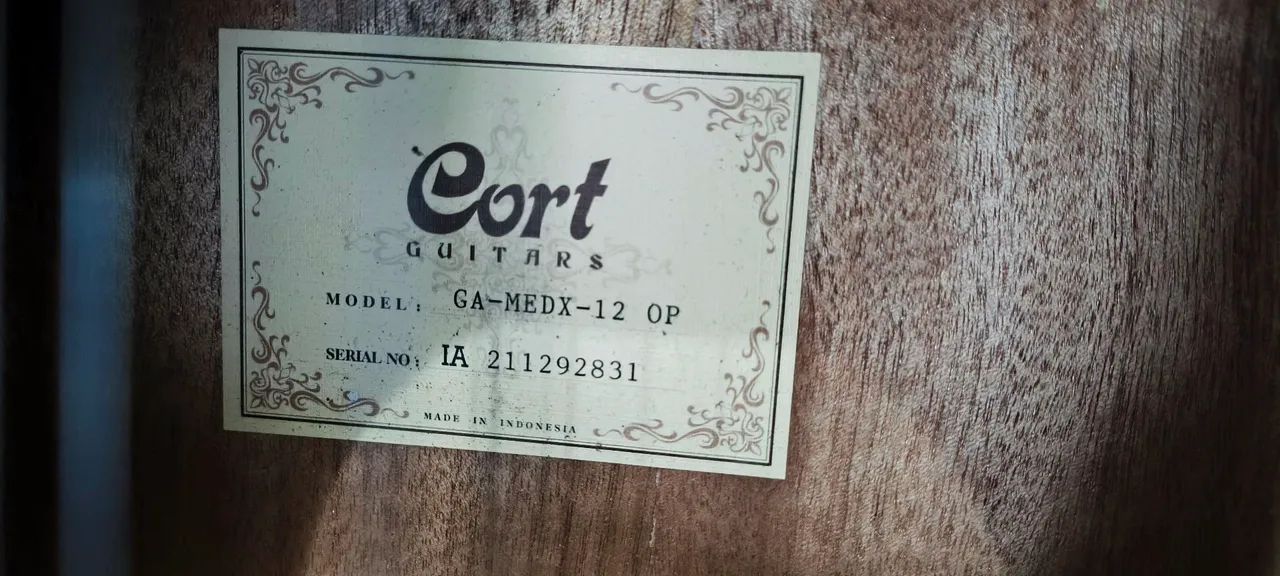 Cort
GUITARS
MODEL: GA-MEDX-12 OP
SERIAL NO: IA 211292831
MADE IN INDONESIA